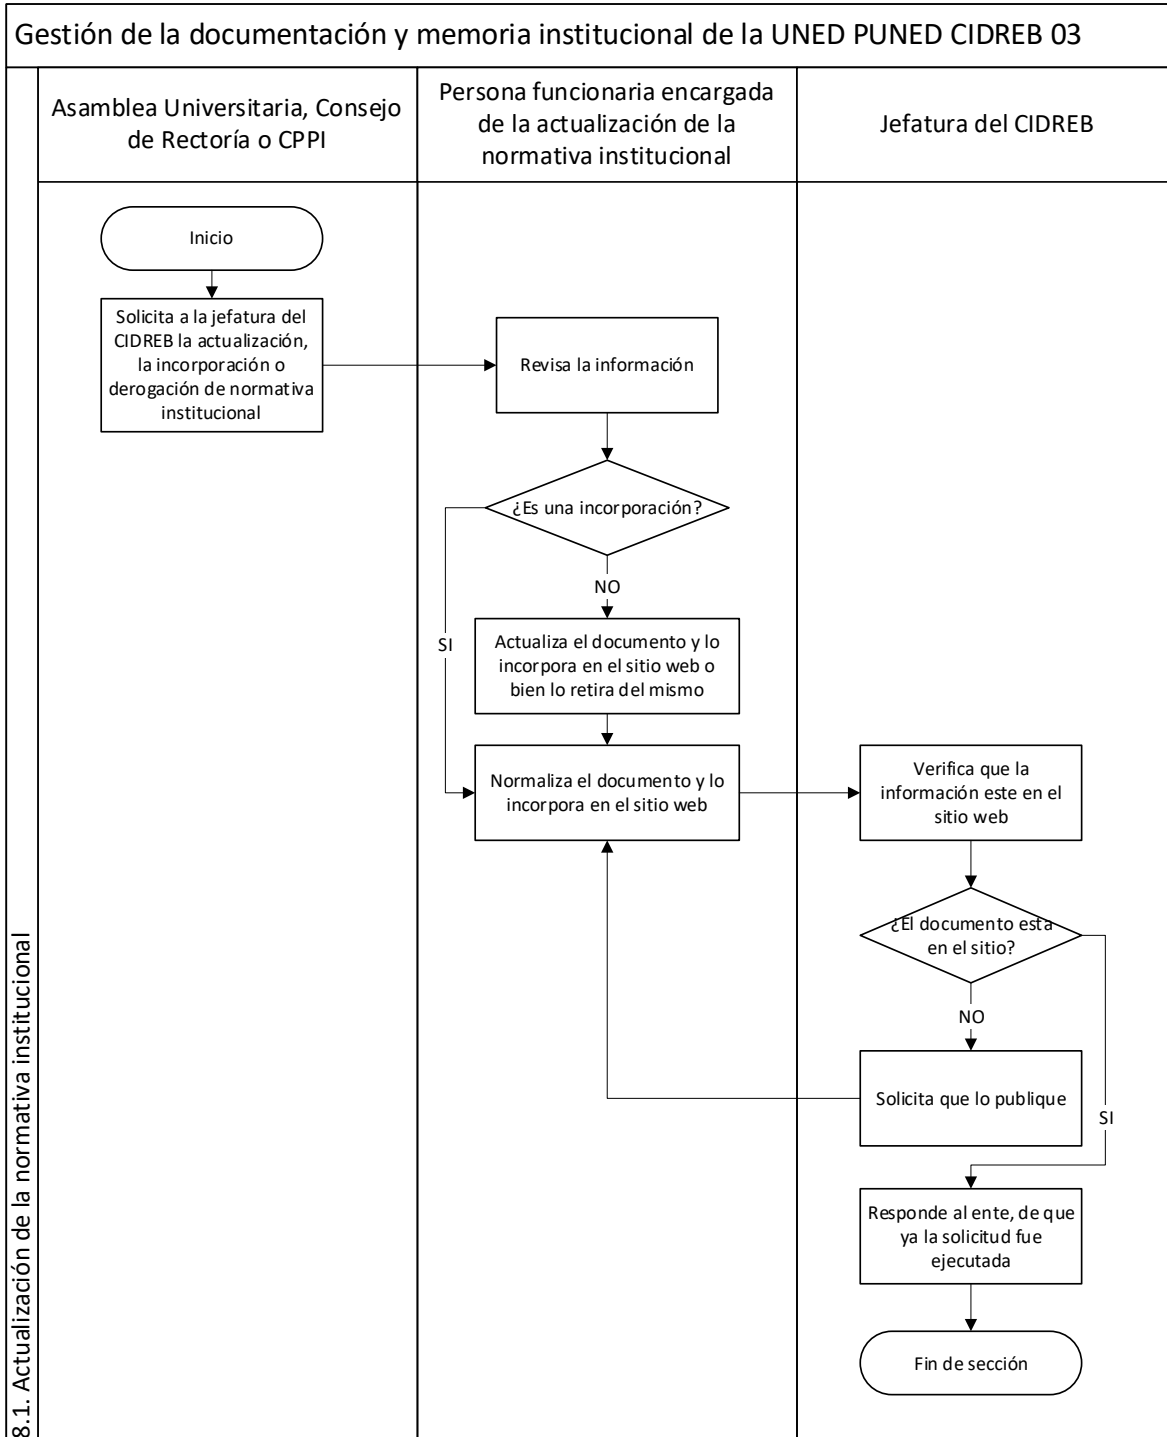 Gestión de la documentación y memoria institucional de la UNED PUNED CIDREB 03
8.1. Actualización de la normativa institucional
Asamblea Universitaria, Consejo
de Rectoría o CPPI
Persona funcionaria encargada
de la actualización de la
normativa institucional
Jefatura del CIDREB
Inicio
Solicita a la jefatura del
CIDREB la actualización,
la incorporación o
derogación de normativa
institucional
Revisa la información
¿Es una incorporación?
NO
SI
Actualiza el documento y lo
incorpora en el sitio web o
bien lo retira del mismo
Normaliza el documento y lo
incorpora en el sitio web
Verifica que la
información este en el
sitio web
¿El documento esta
en el sitio?
NO
SI
Solicita que lo publique
Responde al ente, de que
ya la solicitud fue
ejecutada
Fin de sección